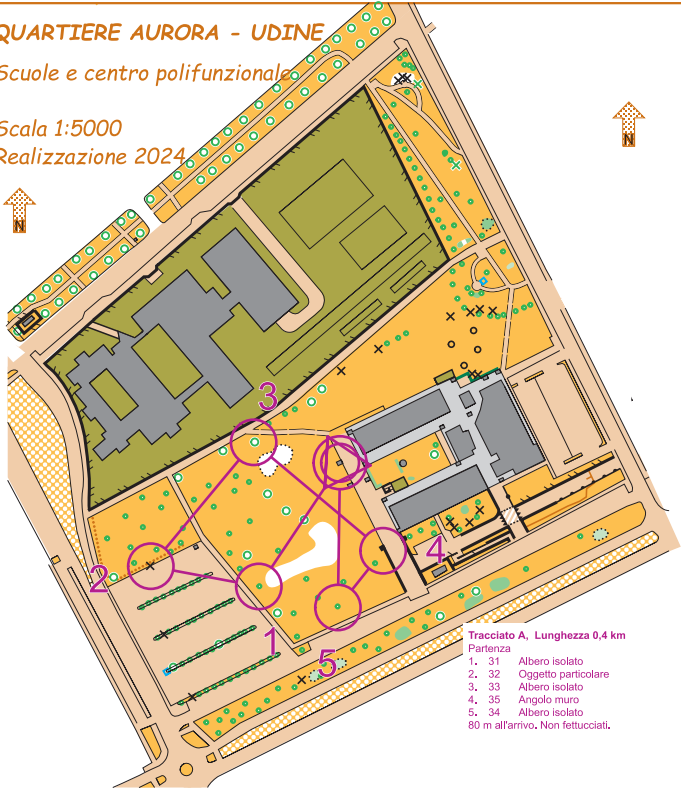 QUARTIERE AURORA - UDINE
Scuole e centro polifunzionale
Scala 1:5000
Realizzazione 2024
N
N
3
2
4
1
5
Tracciato A, Lunghezza 0,4 km
Partenza
1. 31 Albero isolato
2. 32 Oggetto particolare
3. 33 Albero isolato
4. 35 Angolo muro
5. 34 Albero isolato
80 m all'arrivo. Non fettucciati.